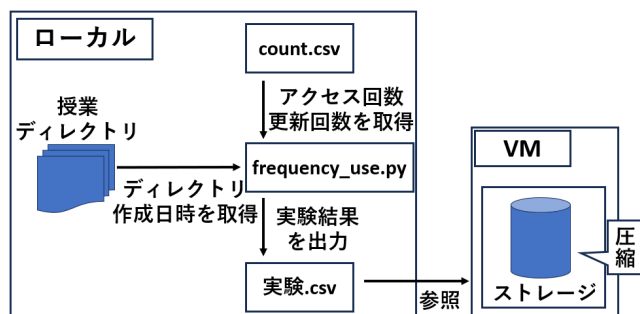 ローカル
count.csv
アクセス回数
更新回数を取得
授業
ディレクトリ
frequency_use.py
ディレクトリ
作成日時を取得
実験結果
を出力
実験.csv
参照
VM
ストレージ
圧縮